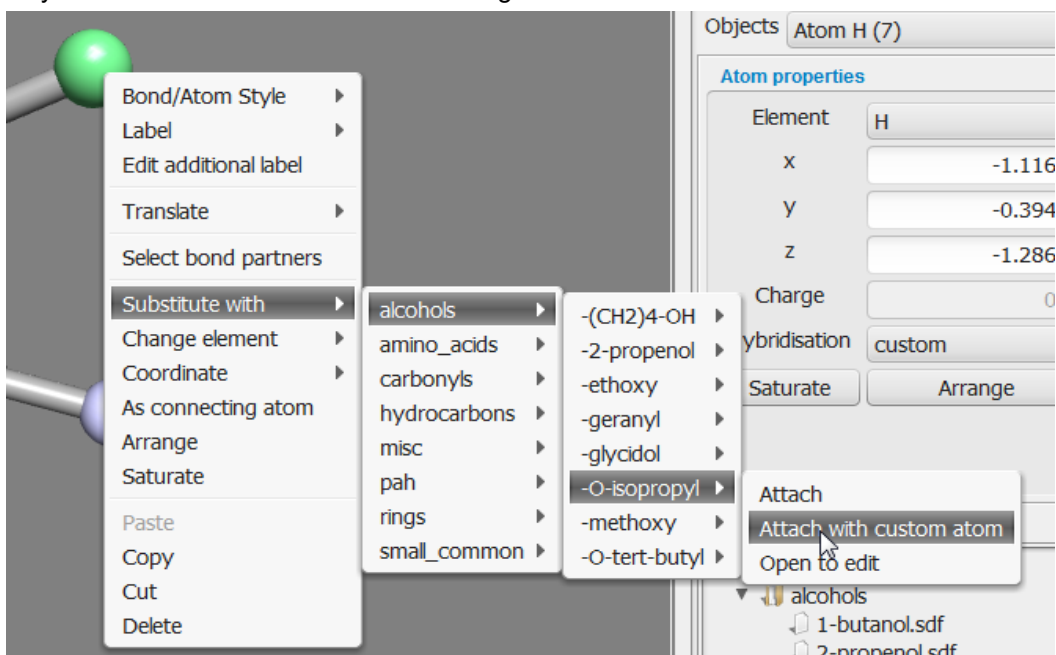 Objects Atom H (7)
Atom properties
Element H
x -1.116
y -0.394
z -1.286
Charge 0
ybridisation custom
Saturate Arrange
Bond/Atom Style
Label
Edit additional label
Translate
Select bond partners
Substitute with
Change element
Coordinate
As connecting atom
Arrange
Saturate
Paste
Copy
Cut
Delete
alcohols
amino_acids
carbonyls
hydrocarbons
misc
pah
rings
small_common
-(CH2)4-OH
-2-propenol
-ethoxy
-geranyl
-glycidol
-O-isopropyl
-methoxy
-O-tert-butyl
Attach
Attach with custom atom
Open to edit
alcohols
1-butanol.sdf
2-propenol.sdf